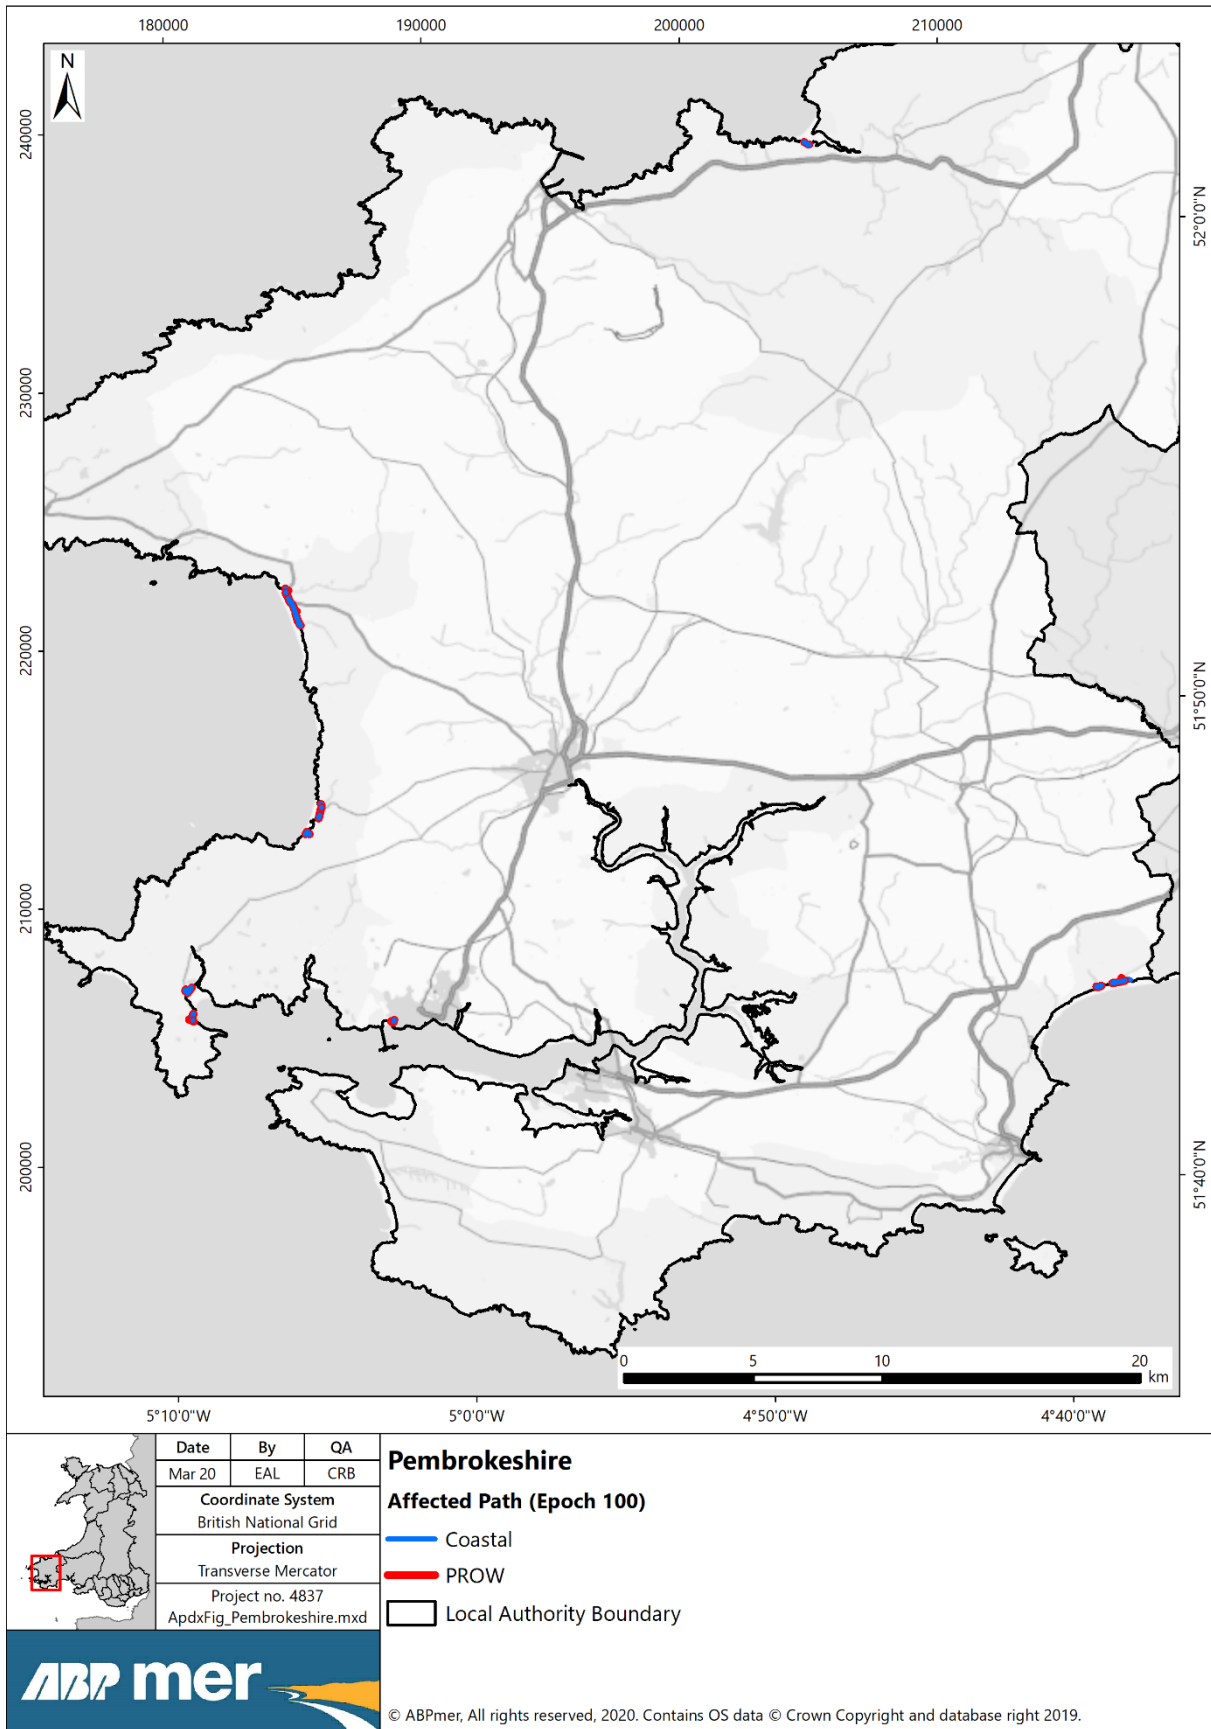 180000 190000 200000 210000
N
240000
230000
220000
210000
200000
52°0'0"N
51°50'0"N
51°40'0"N
0 5 10 20
km
5°10'0"W 5°0'0"W 4°50'0"W 4°40'0"W
Date By QA
Mar 20 EAL CRB
Coordinate System
British National Grid
Projection
Transverse Mercator
Project no. 4837
ApdxFig_Pembrokeshire.mxd
ABP mer
Pembrokeshire
Affected Path (Epoch 100)
Coastal
PROW
Local Authority Boundary
© ABPmer, All rights reserved, 2020. Contains OS data © Crown Copyright and database right 2019.